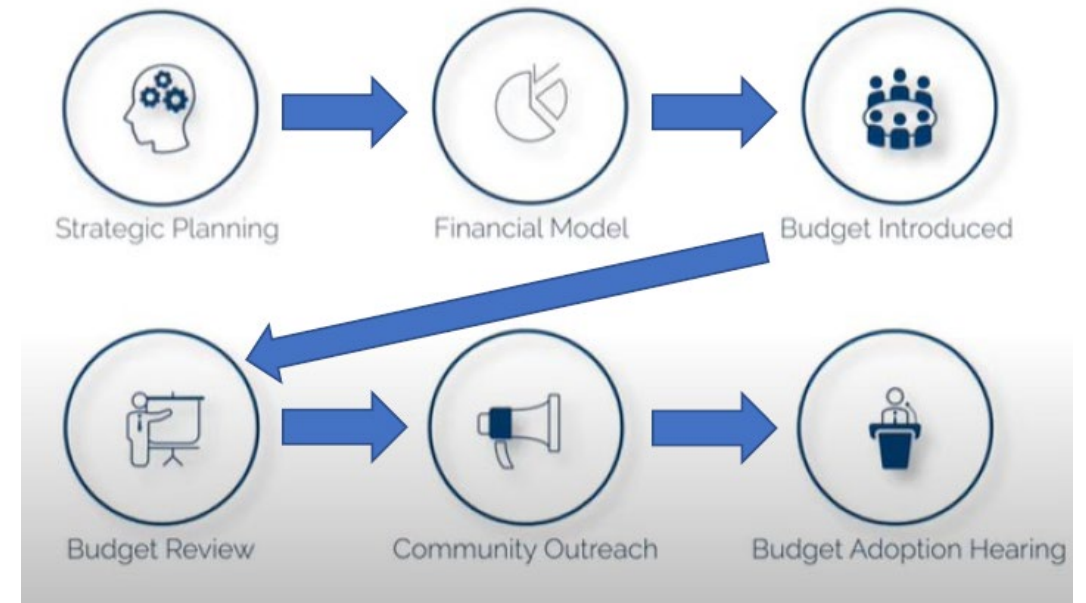 Strategic Planning
Financial Model
Budget Introduced
Budget Review
Community Outreach
Budget Adoption Hearing